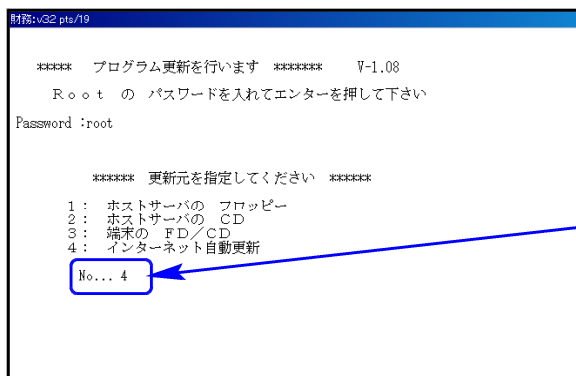 財務:v32 pts/19
***** プログラム更新を行います ******* V-1.08
Ｒｏｏｔ の パスワードを入れてエンターを押して下さい
Password :root
****** 更新元を指定してください ******
１： ホストサーバの フロッピー
２： ホストサーバの ＣＤ
３： 端末の ＦＤ／ＣＤ
４： インターネット自動更新
No... 4